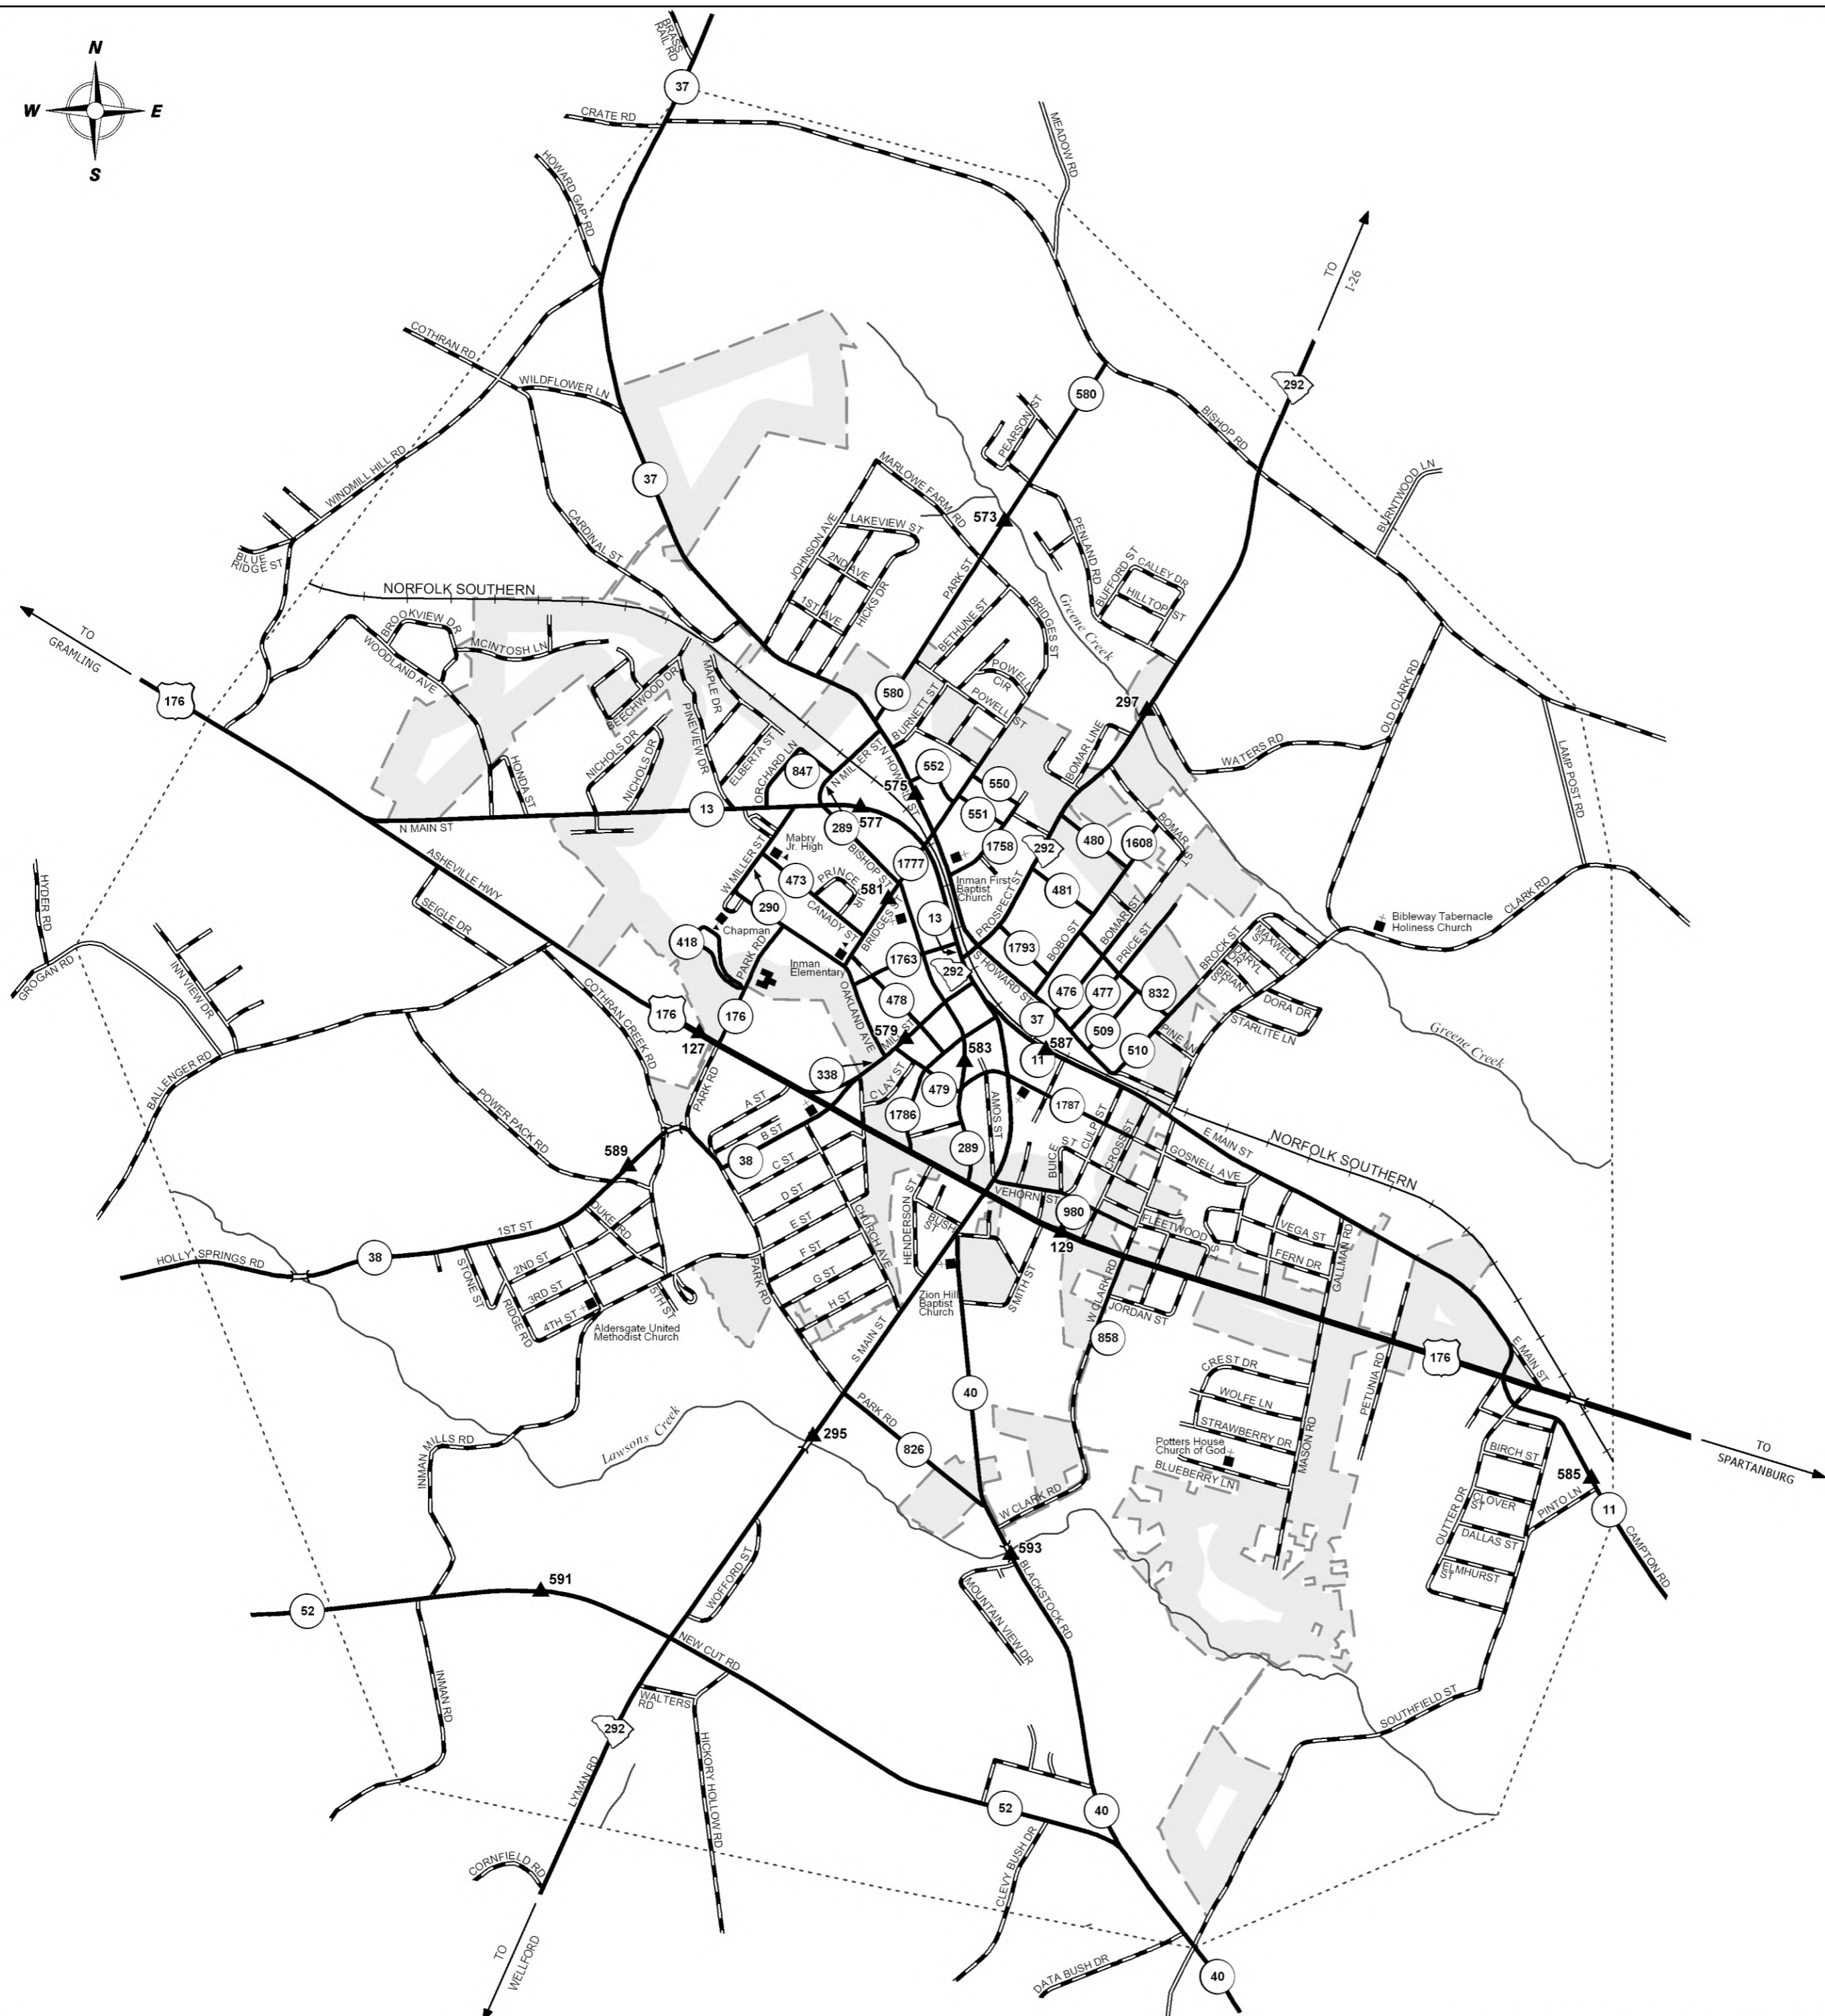 BRASS
RAIL RD
37
N
W
E
S
CRATE RD
MEADOW RD
HOWARD GAP RD
TO
I-26
COTHRAN RD
WILDFLOWER LN
292
580
PEARSON ST
BISHOP RD
WINDMILL HILL RD
37
MARLOWE FARM RD
BURNTWOOD LN
CARDINAL ST
JOHNSON AVE
LAKEVIEW ST
573
2ND AVE
PENLAND RD
BLUE
RIDGE ST
BUFFORD ST
CALLEY DR
HILLTOP ST
NORFOLK SOUTHERN
1ST AVE
HICKS DR
PARK ST
BETHUNE ST
BRIDGES ST
Greene Creek
TO
GRAMLING
BROOKVIEW DR
MCINTOSH LN
WOODLAND AVE
BEECHWOOD DR
MAPLE DR
POWELL
CIR
POWELL ST
176
580
BURNETT ST
297
OLD CLARK RD
NICHOLS DR
NICHOLS DR
PINEVIEW DR
ELBERTA ST
ORCHARD LN
847
N MILLER ST
N HOWARD ST
552
575
550
BOMAR LINE
WATERS RD
LAMP POST RD
HONDA ST
13
N MAIN ST
577
289
551
1758
292
480
1608
BOMAR ST
ASHEVILLE HWY
Mabry
Jr. High
BISHOP ST
1777
W MILLER ST
473
PRINCE
CIR
581
Inman First
Baptist
Church
481
HYDER RD
SEIGLE DR
290
CANADY ST
BRIDGES ST
13
PROSPECT ST
BOBO ST
BOMAR ST
PRICE ST
CLARK RD
Bibleway Tabernacle
Holiness Church
Chapman
418
PARK RD
Inman
Elementary
1763
292
1793
BROCK ST
MAXWELL
ST
DARYL
DR
BRIAN
ST
GROGAN RD
INN VIEW DR
COTHRAN CREEK RD
176
176
OAKLAND AVE
478
S HOWARD ST
476
477
832
DORA DR
STARLITE LN
127
579
MILL ST
37
509
510
PINE LN
Greene Creek
583
11
587
338
CLAY ST
479
BALLENGER RD
POWER PACK RD
PARK RD
A ST
B ST
1786
AMOS ST
1787
CULP ST
CROSS ST
E MAIN ST
NORFOLK SOUTHERN
589
38
C ST
289
BUICE
ST
GOSNELL AVE
D ST
HENDERSON ST
VEHORN ST
980
DUKE RD
1ST ST
E ST
CHURCH AVE
BUSH
ST
129
FLEETWOOD ST
VEGA ST
HOLLY SPRINGS RD
38
STONE ST
2ND ST
F ST
FERN DR
GALLMAN RD
3RD ST
PARK RD
G ST
H ST
Zion Hill
Baptist
Church
SMITH ST
W CLARK RD
4TH ST
5TH ST
RIDGE RD
JORDAN ST
Aldersgate United
Methodist Church
858
S MAIN ST
E MAIN ST
176
CREST DR
PETUNIA RD
40
WOLFE LN
PARK RD
STRAWBERRY DR
MASON RD
Lawsons Creek
295
826
INMAN MILLS RD
Potters House
Church of God
BLUEBERRY LN
TO
SPARTANBURG
BIRCH ST
585
W CLARK RD
OUTTER DR
CLOVER
ST
PINTO LN
11
DALLAS ST
CAMPTON RD
593
ELMHURST
ST
WOFFORD ST
591
52
BLACKSTOCK RD
MOUNTAIN VIEW DR
NEW CUT RD
INMAN RD
WALTERS
RD
SOUTHFIELD ST
292
HICKORY HOLLOW RD
LYMAN RD
52
40
CORNFIELD RD
CLEVY BUSH DR
TO
WELLFORD
DATA BUSH DR
40